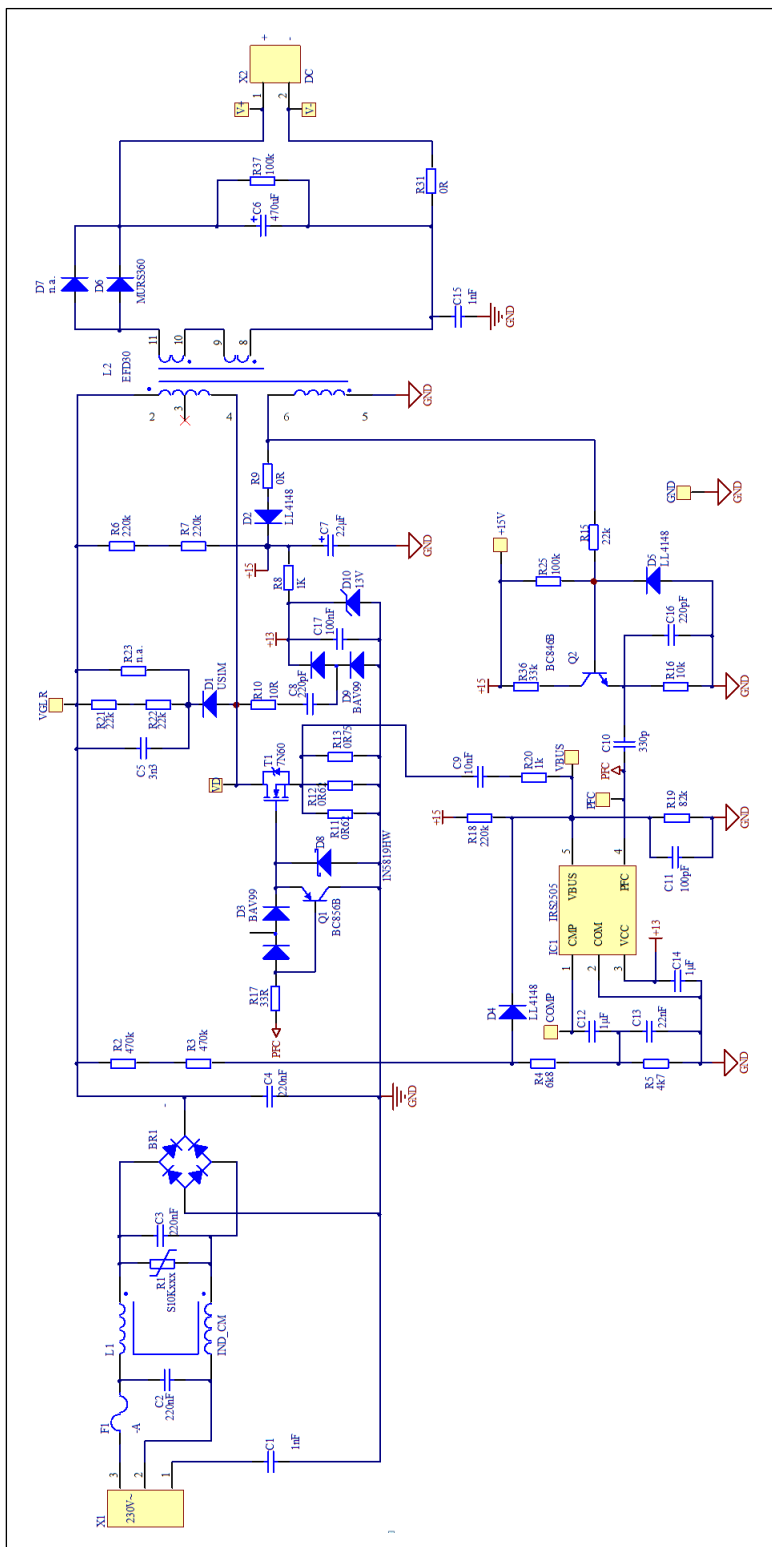 X1
230V~
3
2
1
F1
-A
C2
220nF
C1
1nF
L1
IND_CM
R1
S10Kxxx
C3
220nF
BR1
-
C4
220nF
GND
R2
470k
R3
470k
PFC
R17
33R
D3
BAV99
Q1
BC856B
D8
1N5819HW
R11
0R62
R12
0R62
R13
0R75
T1
7N60
VD
VGLR
C5
3n3
R21
22k
R22
22k
R23
n.a.
D1
US1M
R10
10R
C8
220pF
D9
BAV99
C17
100nF
D10
13V
+13
R8
1K
+15
R6
220k
R7
220k
D2
LL4148
C7
22µF
GND
R9
0R
L2
EFD30
2
3
4
6
5
GND
11
10
9
8
D7
n.a.
D6
MURS360
C15
1nF
GND
C6
+
470uF
R37
100k
R31
0R
V+
V-
X2
+
-
1
2
DC
D4
LL4148
R4
6k8
R5
4k7
GND
COMP
C12
1µF
C13
22nF
C14
1µF
+13
IC1
IRS2505
1
CMP
2
COM
3
VCC
5
VBUS
4
PFC
C11
100pF
R19
82k
GND
+15
R18
220k
C9
10nF
R20
1k
VBUS
PFC
PFC
C10
330p
+15
R36
33k
BC846B
Q2
R16
10k
GND
C16
220pF
D5
LL4148
R25
100k
+15V
R15
22k
GND
GND